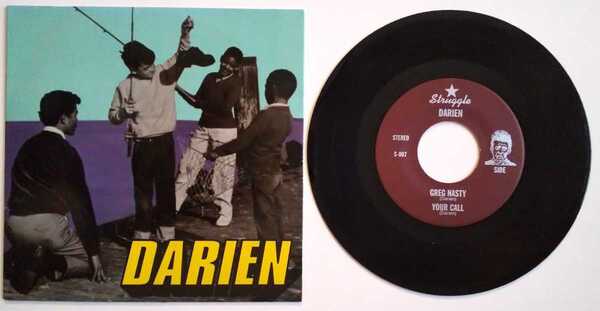 DARIEN
Struggle
DARIEN
STEREO
S-007
SIDE
GREG NASTY
(Darien)
YOUR CALL
(Darien)